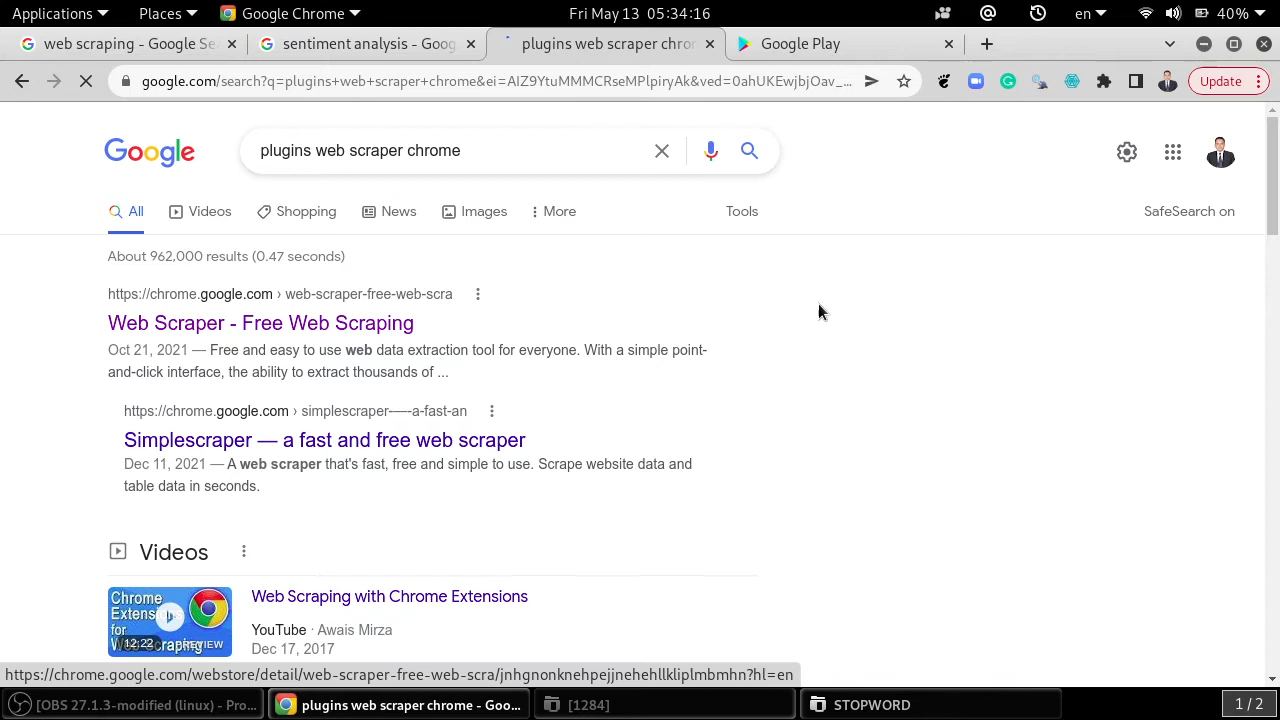 Applications Places Google Chrome Fri May 13 05:34:16 en 40%
web scraping - Google Se sentiment analysis - Goog plugins web scraper chror Google Play
google.com/search?q=plugins+web+scraper+chrome&ei=AIZ9YtuMMMCRseMPlpiryAk&ved=0ahUKEwjbjOav_... Update
Google plugins web scraper chrome
All Videos Shopping News Images More Tools SafeSearch on
About 962,000 results (0.47 seconds)
https://chrome.google.com › web-scraper-free-web-scra
Web Scraper - Free Web Scraping
Oct 21, 2021 — Free and easy to use web data extraction tool for everyone. With a simple point-
and-click interface, the ability to extract thousands of ...
https://chrome.google.com › simplescraper-—-a-fast-an
Simplescraper — a fast and free web scraper
Dec 11, 2021 — A web scraper that's fast, free and simple to use. Scrape website data and
table data in seconds.
Videos
Chrome
Extensions
for
Web Scraping
12:22 PREVIEW
Web Scraping with Chrome Extensions
YouTube · Awais Mirza
Dec 17, 2017
https://chrome.google.com/webstore/detail/web-scraper-free-web-scra/jnhgnonknehpejjnehehllkliplmbmhn?hl=en
[OBS 27.1.3-modified (linux) - Pro... plugins web scraper chrome - Goo... [1284] STOPWORD 1 / 2